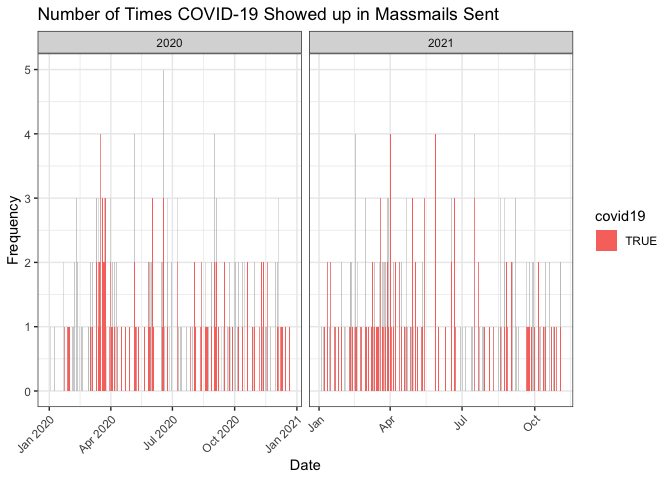 Number of Times COVID-19 Showed up in Massmails Sent
2020
2021
5
4
3
2
1
0
Frequency
Jan 2020
Apr 2020
Jul 2020
Oct 2020
Jan 2021
Jan
Apr
Jul
Oct
Date
covid19
TRUE